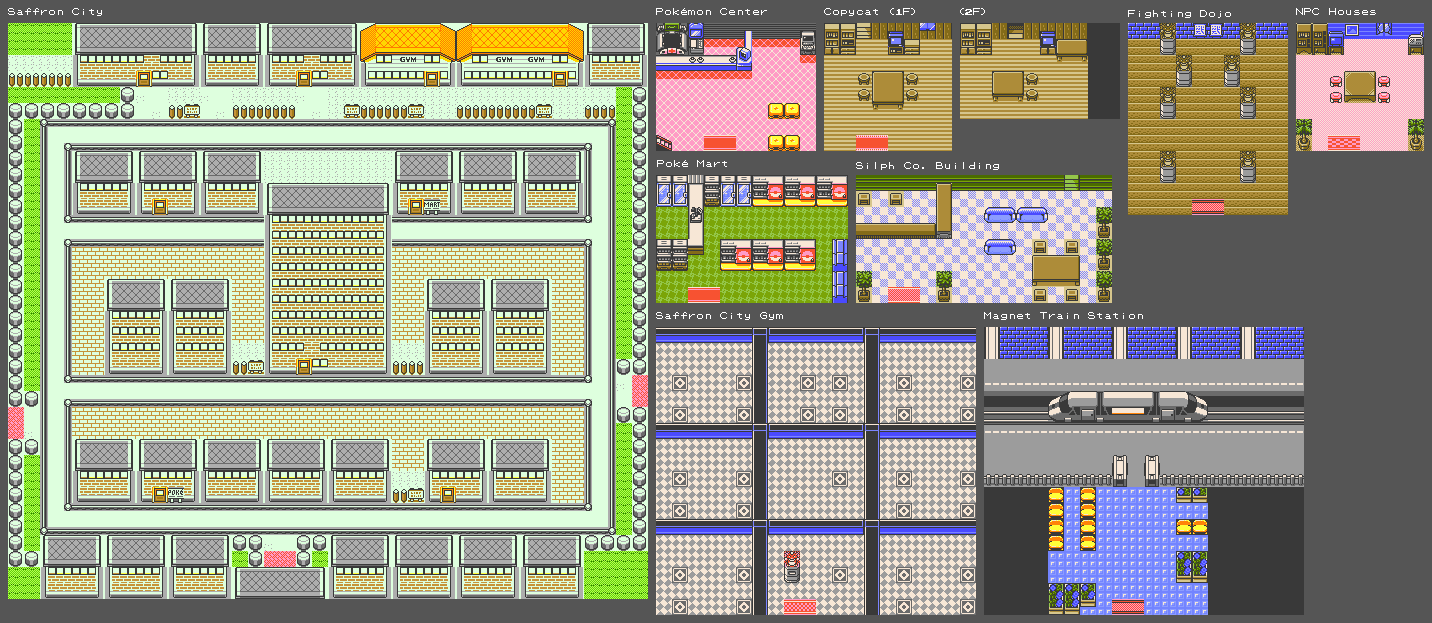 Saffron City
GYM
GYM GYM
MART
POKé
Pokémon Center
Copycat (1F)
(2F)
Fighting Dojo
NPC Houses
Poké Mart
Silph Co. Building
Saffron City Gym
Magnet Train Station